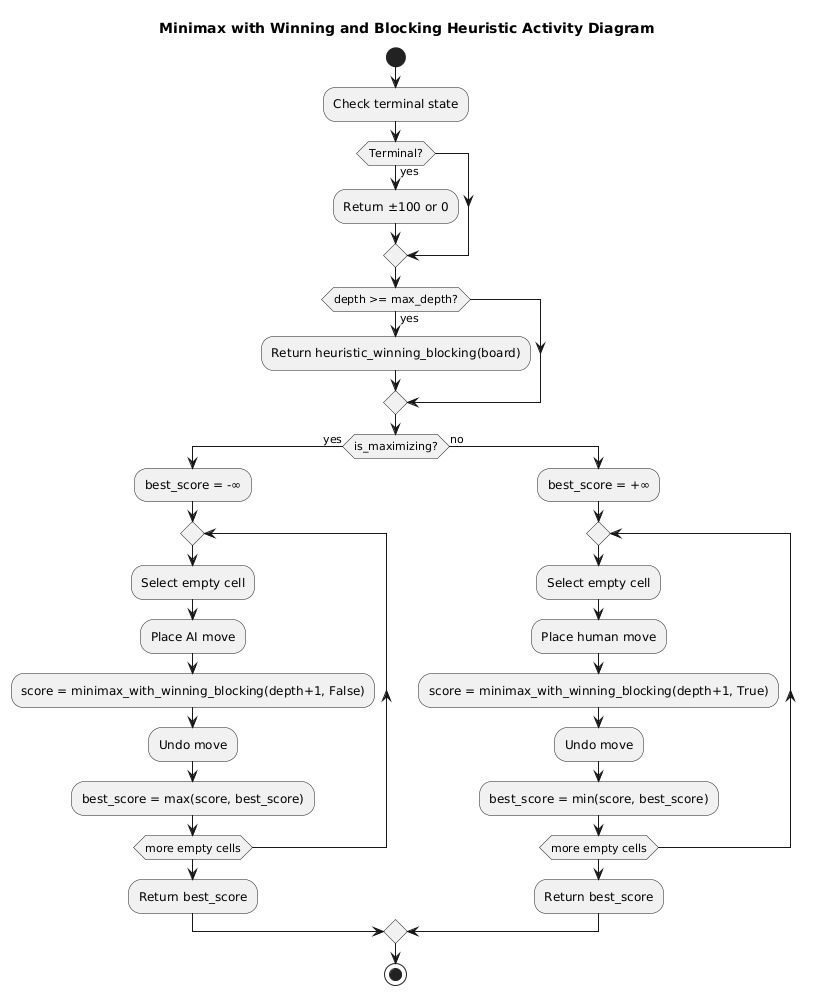 Minimax with Winning and Blocking Heuristic Activity Diagram
Check terminal state
Terminal?
yes
Return ±100 or 0
depth >= max_depth?
yes
Return heuristic_winning_blocking(board)
is_maximizing?
yes
no
best_score = -∞
Select empty cell
Place AI move
score = minimax_with_winning_blocking(depth+1, False)
Undo move
best_score = max(score, best_score)
more empty cells
Return best_score
best_score = +∞
Select empty cell
Place human move
score = minimax_with_winning_blocking(depth+1, True)
Undo move
best_score = min(score, best_score)
more empty cells
Return best_score